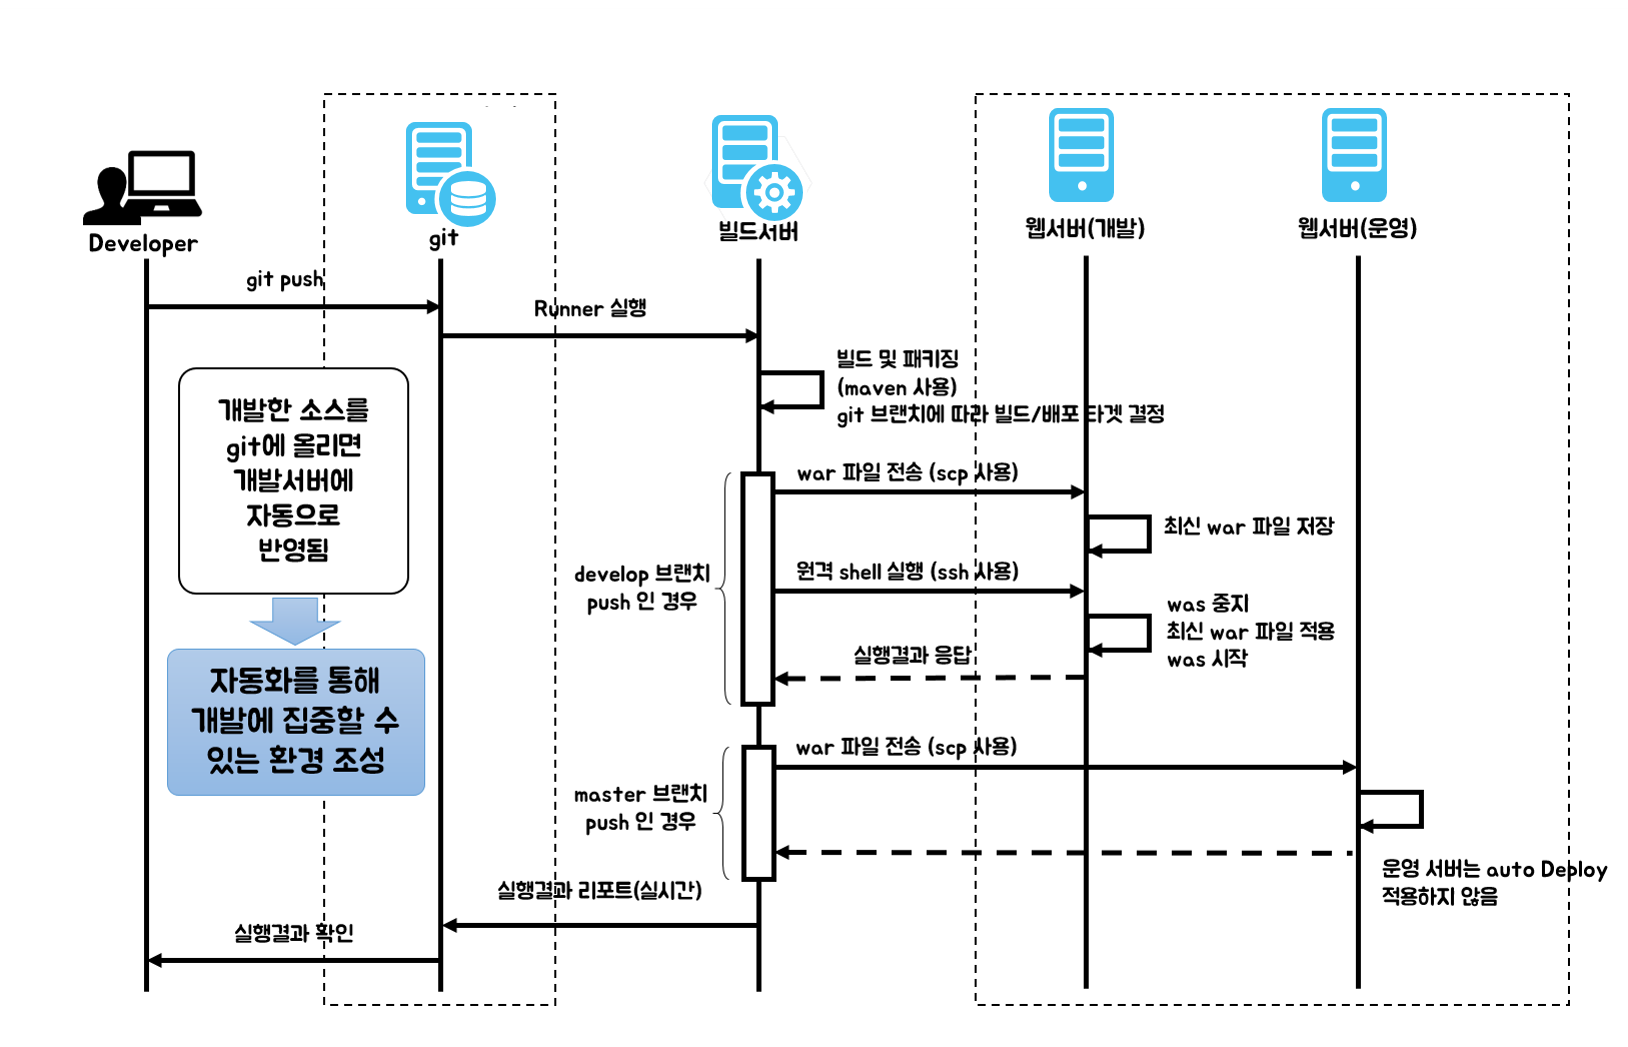 Developer
git
빌드서버
웹서버(개발)
웹서버(운영)
git push
Runner 실행
빌드 및 패키징
(maven 사용)
git 브랜치에 따라 빌드/배포 타겟 결정
개발한 소스를
git에 올리면
개발서버에
자동으로
반영됨
자동화를 통해
개발에 집중할 수
있는 환경 조성
develop 브랜치
push 인 경우
war 파일 전송 (scp 사용)
최신 war 파일 저장
원격 shell 실행 (ssh 사용)
was 중지
최신 war 파일 적용
was 시작
실행결과 응답
master 브랜치
push 인 경우
war 파일 전송 (scp 사용)
운영 서버는 auto Deploy
적용하지 않음
실행결과 리포트(실시간)
실행결과 확인